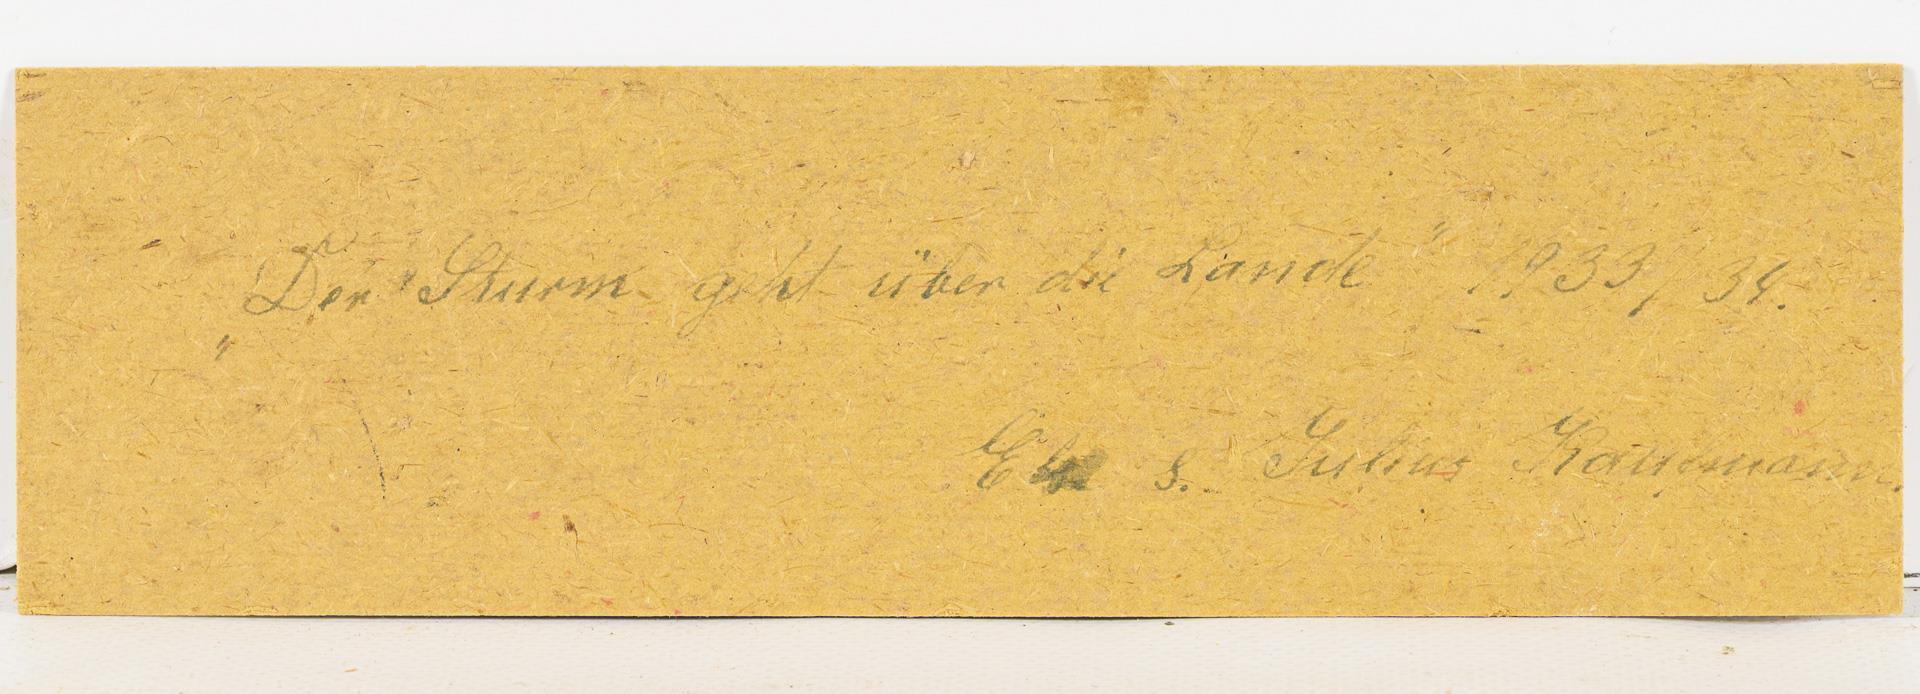 „Der "Sturm geht über die Lande" 1933/34.
s. Julius Kaufmann.